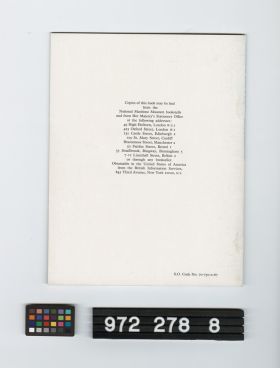 Copies of this book may be had
from the
National Maritime Museum bookstalls
and from Her Majesty's Stationery Office
at the following addresses:
49 High Holborn, London W.C.1
423 Oxford Street, London W.1
13a Castle Street, Edinburgh 2
109 St. Mary Street, Cardiff
Brazennose Street, Manchester 2
50 Fairfax Street, Bristol 1
35 Smallbrook, Ringway, Birmingham 5
7-11 Linenhall Street, Belfast 2
or through any bookseller.
Obtainable in the United States of America
from the British Information Services,
845 Third Avenue, New York 10022, N.Y.
S.O. Code No.
972 278 8